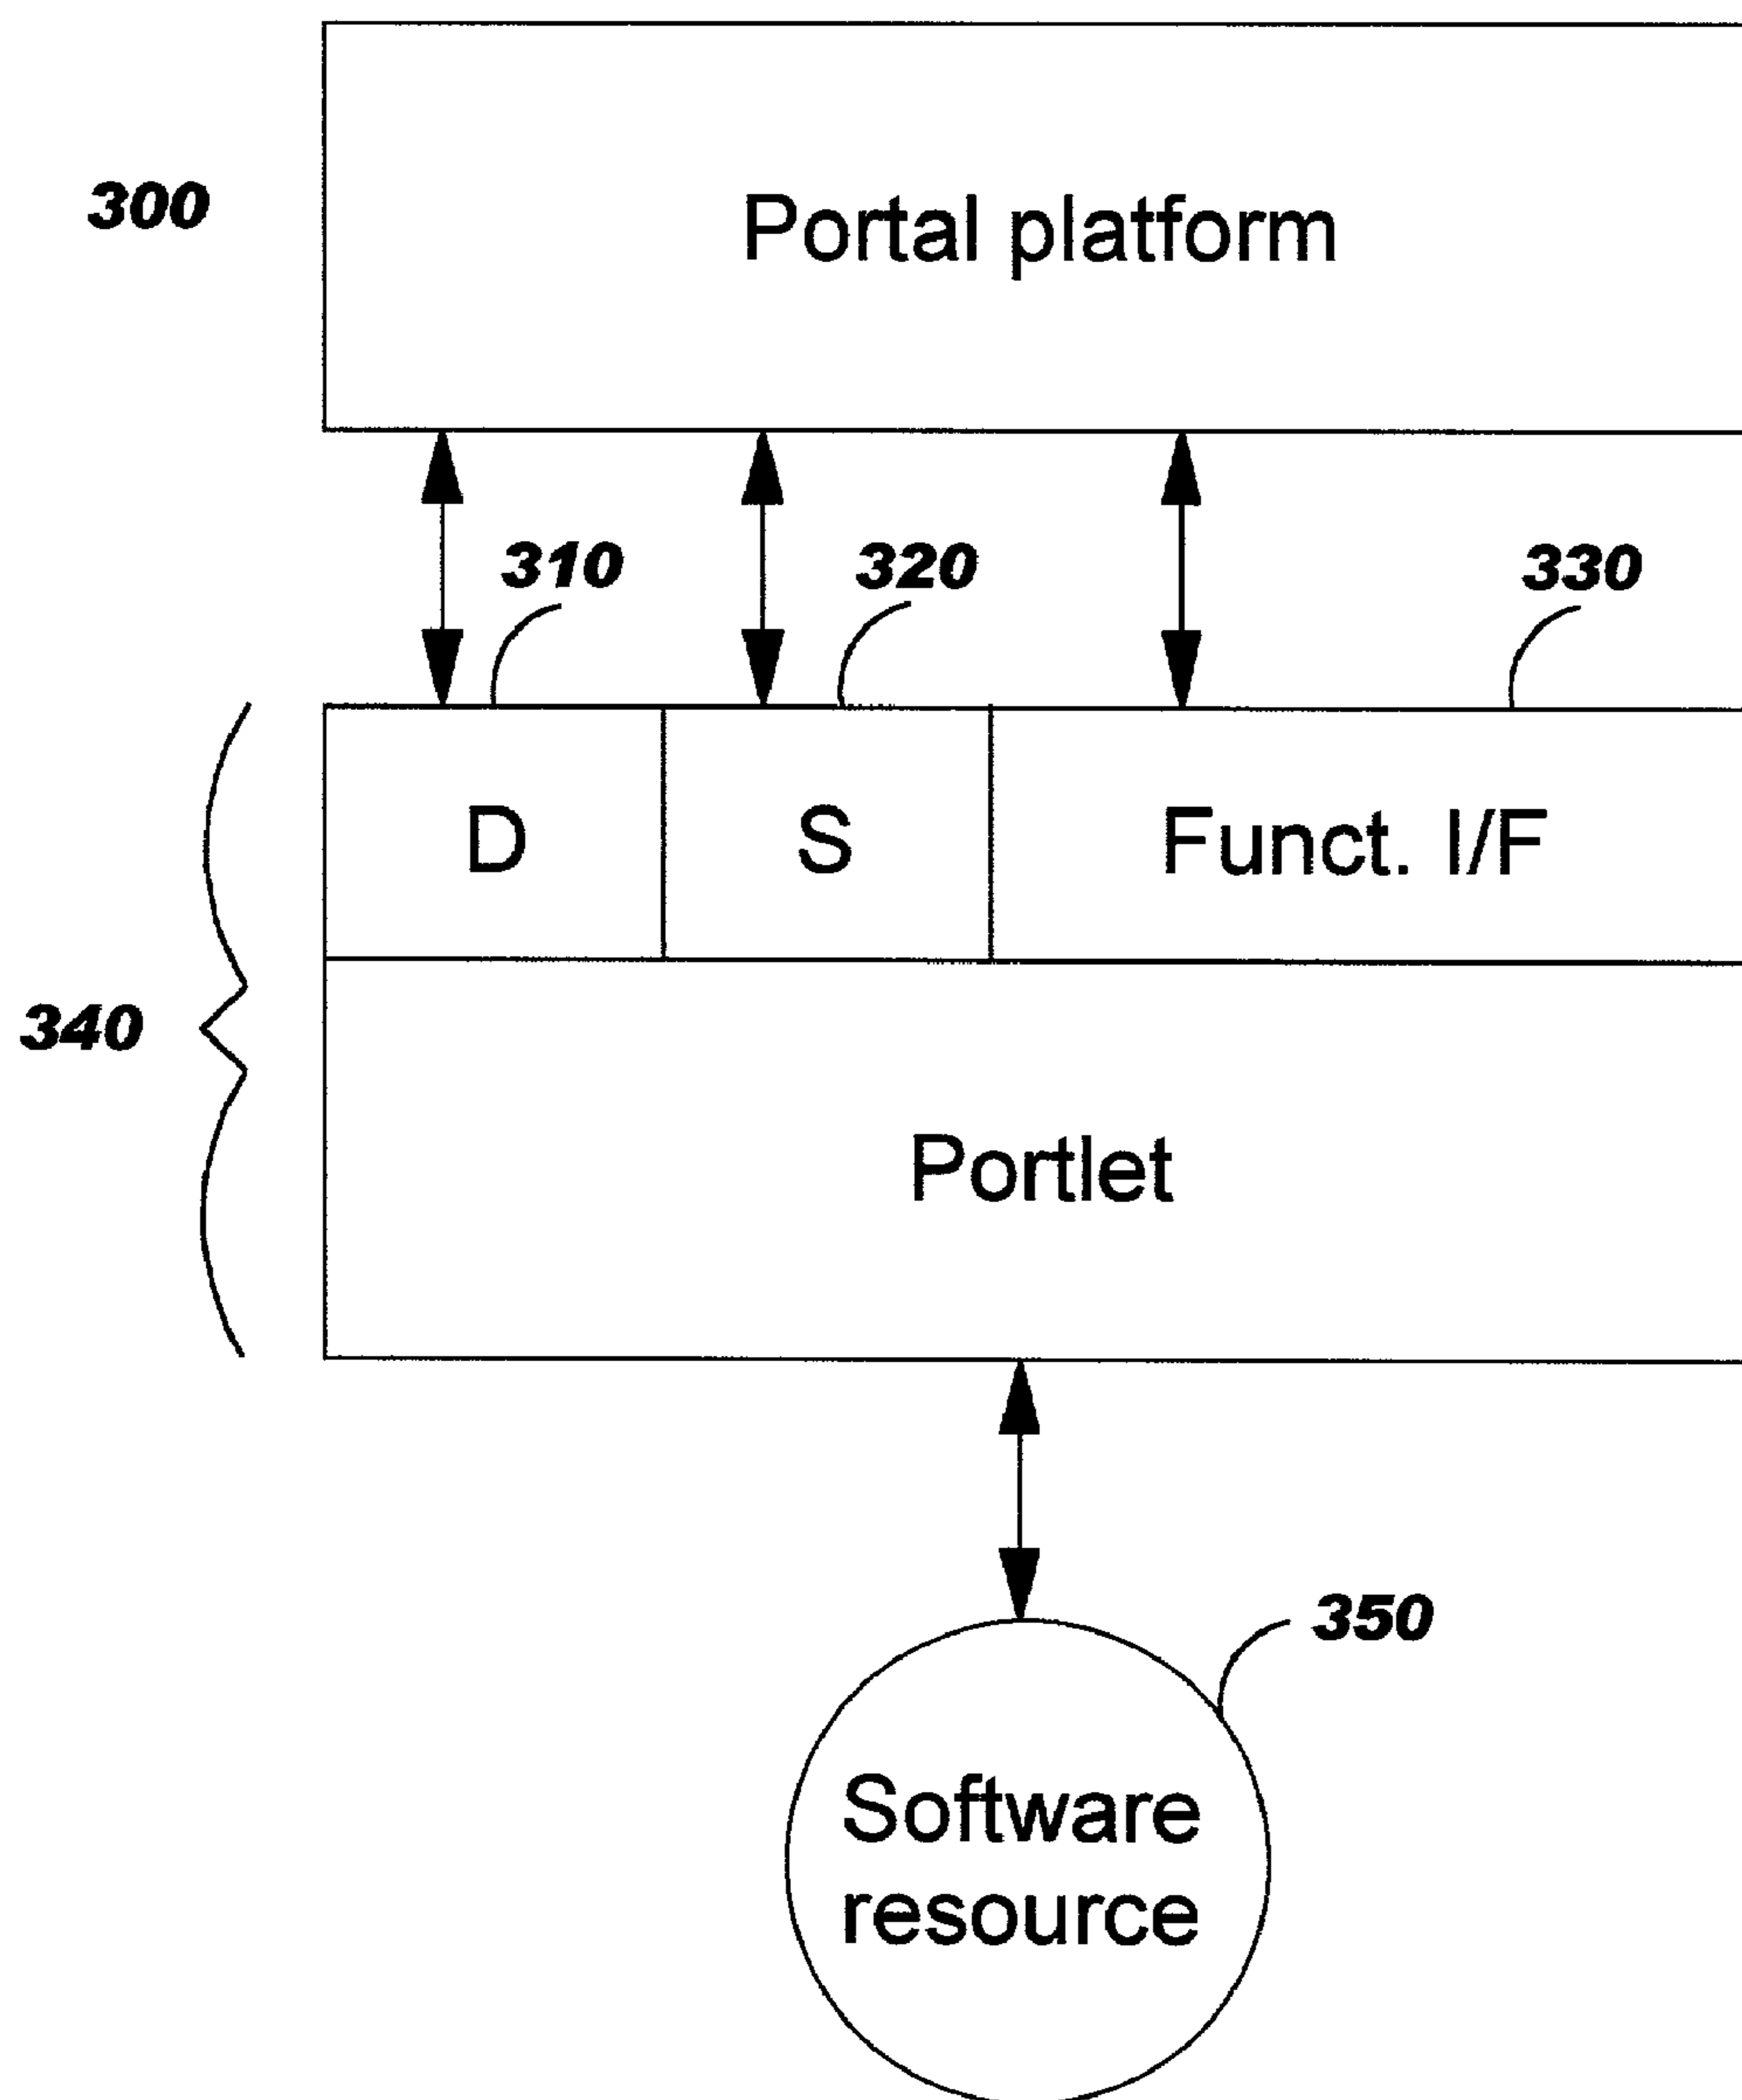 300
Portal platform
310
320
330
D
S
Funct. I/F
340
Portlet
350
Software
resource